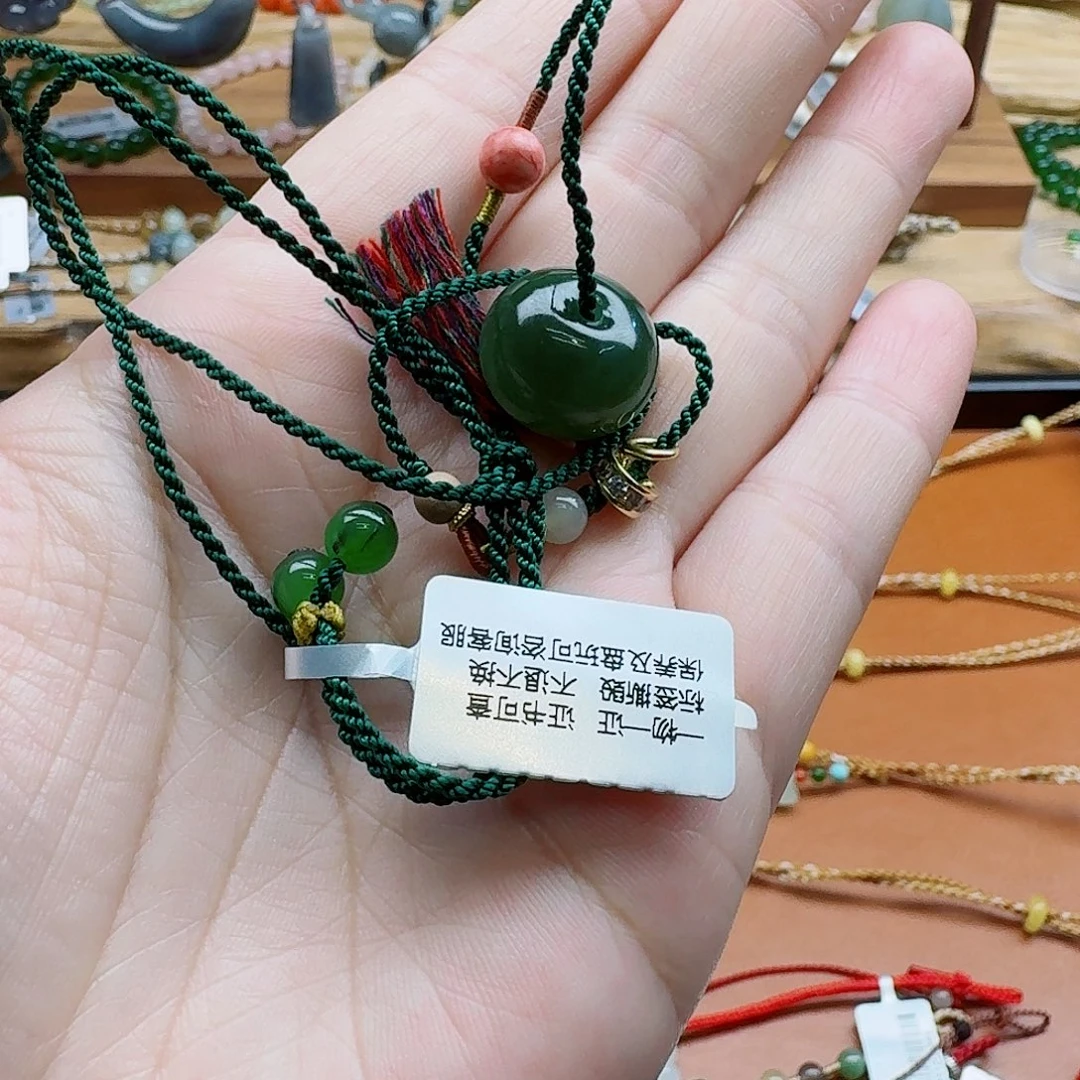 一物一证 证书可查
标签撕毁 不退不换
保养及盘玩可咨询客服